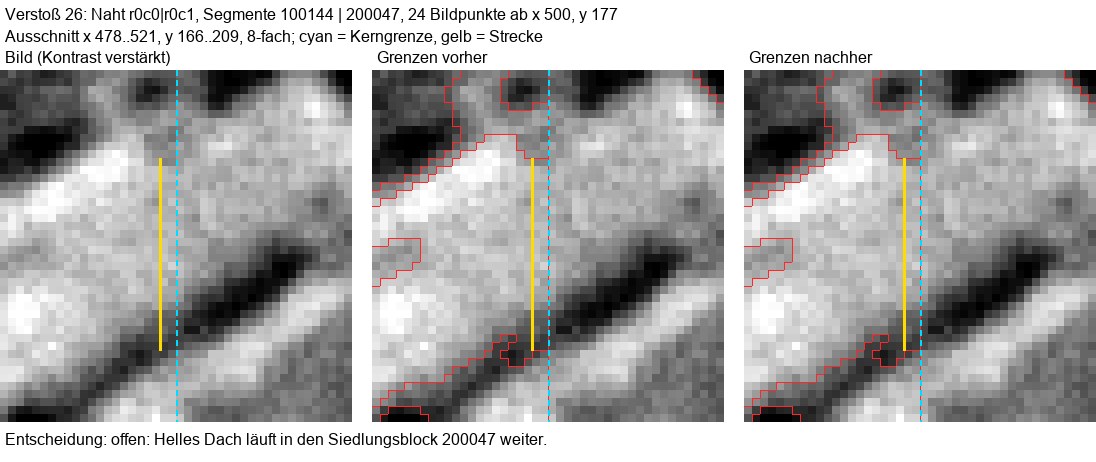 Verstoß 26: Naht r0c0|r0c1, Segmente 100144 | 200047, 24 Bildpunkte ab x 500, y 177
Ausschnitt x 478..521, y 166..209, 8-fach; cyan = Kerngrenze, gelb = Strecke
Bild (Kontrast verstärkt)
Grenzen vorher
Grenzen nachher
Entscheidung: offen: Helles Dach läuft in den Siedlungsblock 200047 weiter.